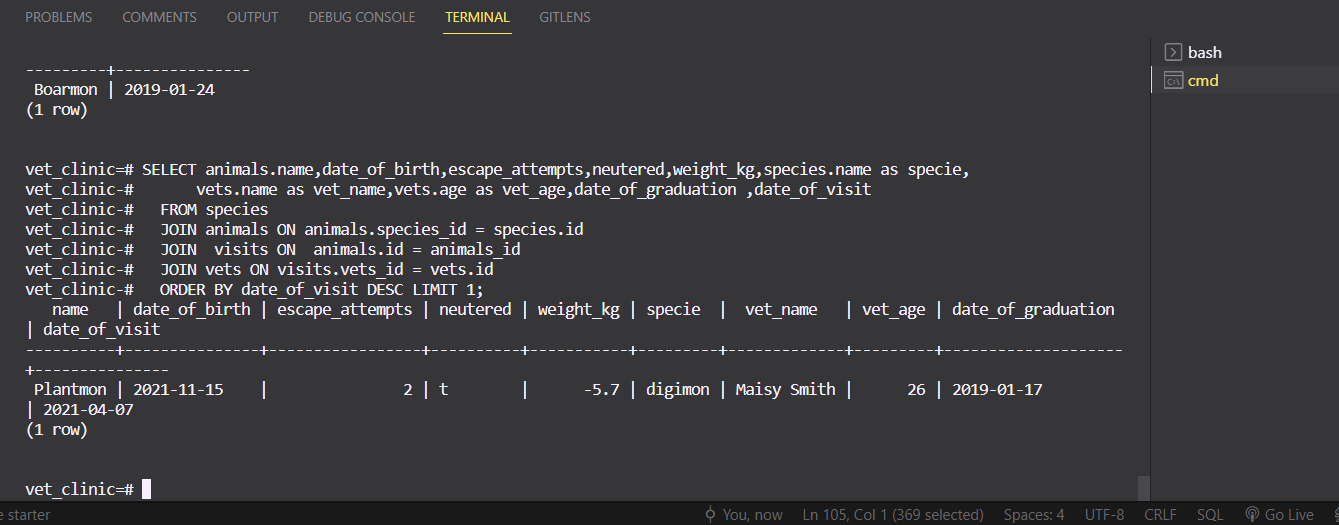 PROBLEMS COMMENTS OUTPUT DEBUG CONSOLE TERMINAL GITLENS
bash
cmd
---------+---------------
 Boarmon | 2019-01-24
(1 row)
vet_clinic=# SELECT animals.name,date_of_birth,escape_attempts,neutered,weight_kg,species.name as specie,
vet_clinic-#       vets.name as vet_name,vets.age as vet_age,date_of_graduation ,date_of_visit
vet_clinic-#   FROM species
vet_clinic-#   JOIN animals ON animals.species_id = species.id
vet_clinic-#   JOIN  visits ON  animals.id = animals_id
vet_clinic-#   JOIN vets ON visits.vets_id = vets.id
vet_clinic-#   ORDER BY date_of_visit DESC LIMIT 1;
   name   | date_of_birth | escape_attempts | neutered | weight_kg | specie  |  vet_name   | vet_age | date_of_graduation
| date_of_visit
----------+---------------+-----------------+----------+-----------+---------+-------------+---------+--------------------
+---------------
 Plantmon | 2021-11-15    |               2 | t        |      -5.7 | digimon | Maisy Smith |      26 | 2019-01-17
| 2021-04-07
(1 row)
vet_clinic=#
starter You, now Ln 105, Col 1 (369 selected) Spaces: 4 UTF-8 CRLF SQL Go Live